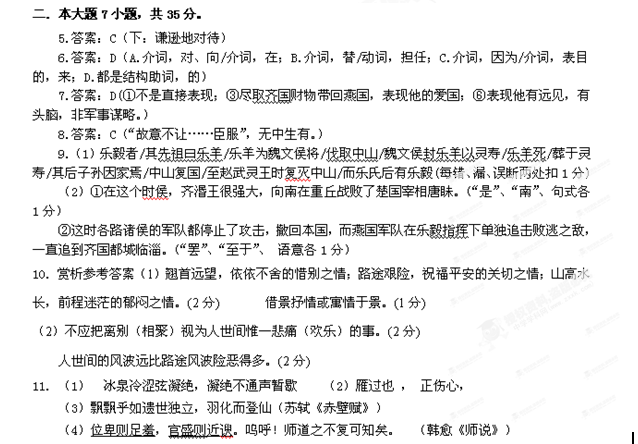 二．本大题 7 小题，共 35 分。
5.答案：C（下：谦逊地对待）
6.答案：D（A.介词，对、向/介词，在；B.介词，替/动词，担任；C.介词，因为/介词，表目
的，来；D.都是结构助词，的）
7.答案：D(①不是直接表现；③尽取齐国财物带回燕国，表现他的爱国；⑥表现他有远见，有
头脑，非军事谋略。）
8.答案：C（“故意不让……臣服”，无中生有。）
9.（1）乐毅者/其先祖曰乐羊/乐羊为魏文侯将/伐取中山/魏文侯封乐羊以灵寿/乐羊死/葬于灵
寿/其后子孙因家焉/中山复国/至赵武灵王时复灭中山/而乐氏后有乐毅(每错、漏、误断两处扣 1 分）
（2）①在这个时侯，齐湣王很强大，向南在重丘战败了楚国宰相唐眛。（“是”、“南”、句式各
1 分）
②这时各路诸侯的军队都停止了攻击，撤回本国，而燕国军队在乐毅指挥下单独追击败逃之敌，
一直追到齐国都城临淄。（“罢”、“至于”、 语意各 1 分）
10. 赏析参考答案（1）翘首远望，依依不舍的惜别之情；路途艰险，祝福平安的关切之情；山高水
长，前程迷茫的郁闷之情。(2 分) 借景抒情或寓情于景。(1 分)
（2）不应把离别（相聚）视为人世间惟一悲痛（欢乐）的事。(2 分)
人世间的风波远比路途风波险恶得多。(2 分)
11. （1） 冰泉冷涩弦凝绝，凝绝不通声暂歇 （2）雁过也 ， 正伤心，
（3）飘飘乎如遗世独立，羽化而登仙（苏轼《赤壁赋》）
（4）位卑则足羞，官盛则近谀。呜呼！师道之不复可知矣。 （韩愈《师说》）